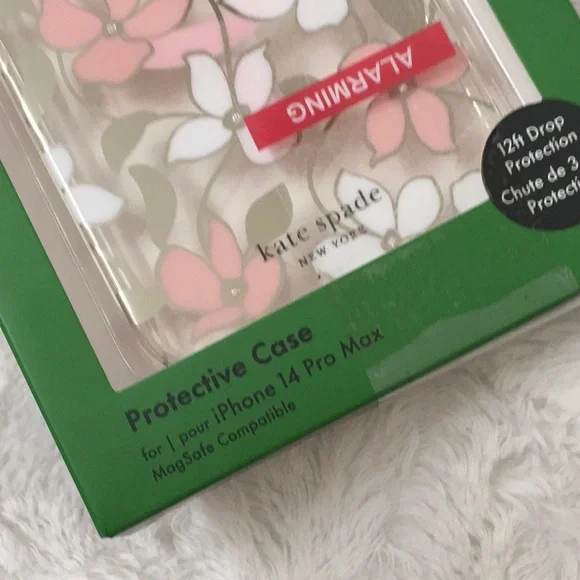 ALARMING
12ft Drop
Protection
Chute de 3
Protecti
kate spade
NEW YORK
Protective Case
for | pour iPhone 14 Pro Max
MagSafe Compatible